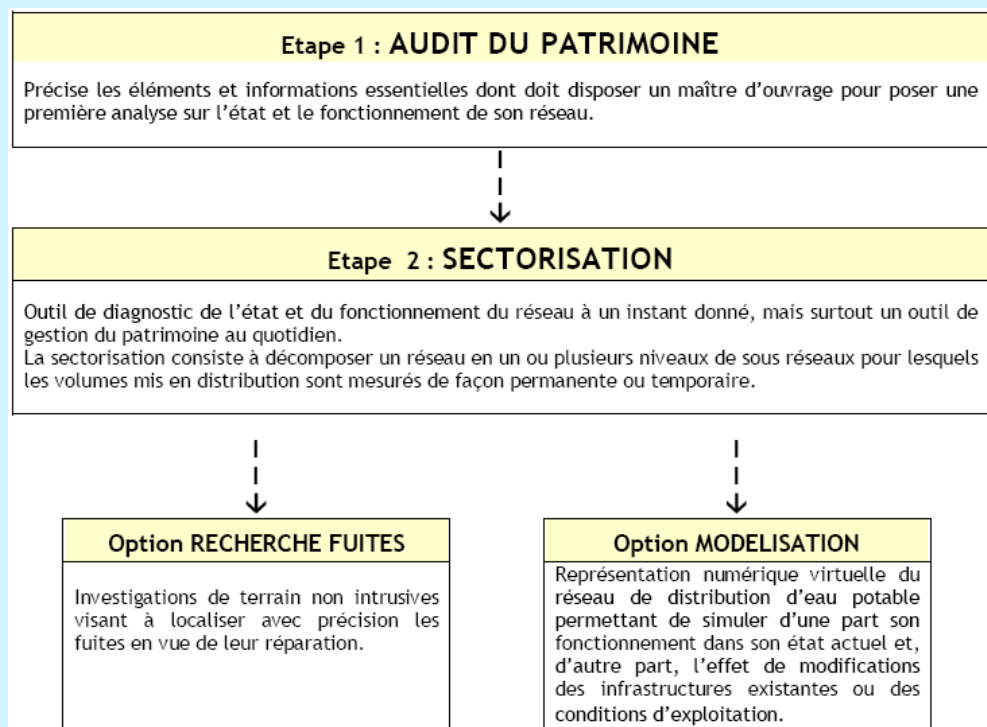 Etape 1 : AUDIT DU PATRIMOINE
Précise les éléments et informations essentielles dont doit disposer un maître d'ouvrage pour poser une
première analyse sur l'état et le fonctionnement de son réseau.
Etape 2 : SECTORISATION
Outil de diagnostic de l'état et du fonctionnement du réseau à un instant donné, mais surtout un outil de
gestion du patrimoine au quotidien.
La sectorisation consiste à décomposer un réseau en un ou plusieurs niveaux de sous réseaux pour lesquels
les volumes mis en distribution sont mesurés de façon permanente ou temporaire.
Option RECHERCHE FUITES
Investigations de terrain non intrusives
visant à localiser avec précision les
fuites en vue de leur réparation.
Option MODELISATION
Représentation numérique virtuelle du
réseau de distribution d'eau potable
permettant de simuler d'une part son
fonctionnement dans son état actuel et,
d'autre part, l'effet de modifications
des infrastructures existantes ou des
conditions d'exploitation.